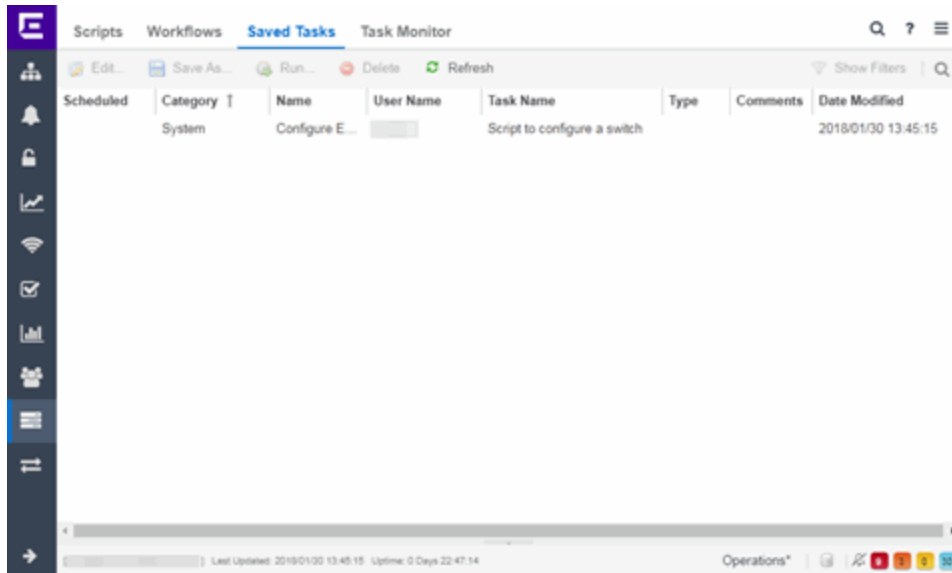 Scripts Workflows Saved Tasks Task Monitor ?
Edit... Save As... Run... Delete Refresh Show Filters
Scheduled Category ↑ Name User Name Task Name Type Comments Date Modified
System Configure E... Script to configure a switch 2018/01/30 13:45:15
Last Updated: 2018/01/30 13:45:15 Uptime: 0 Days 22:47:14 Operations* 0